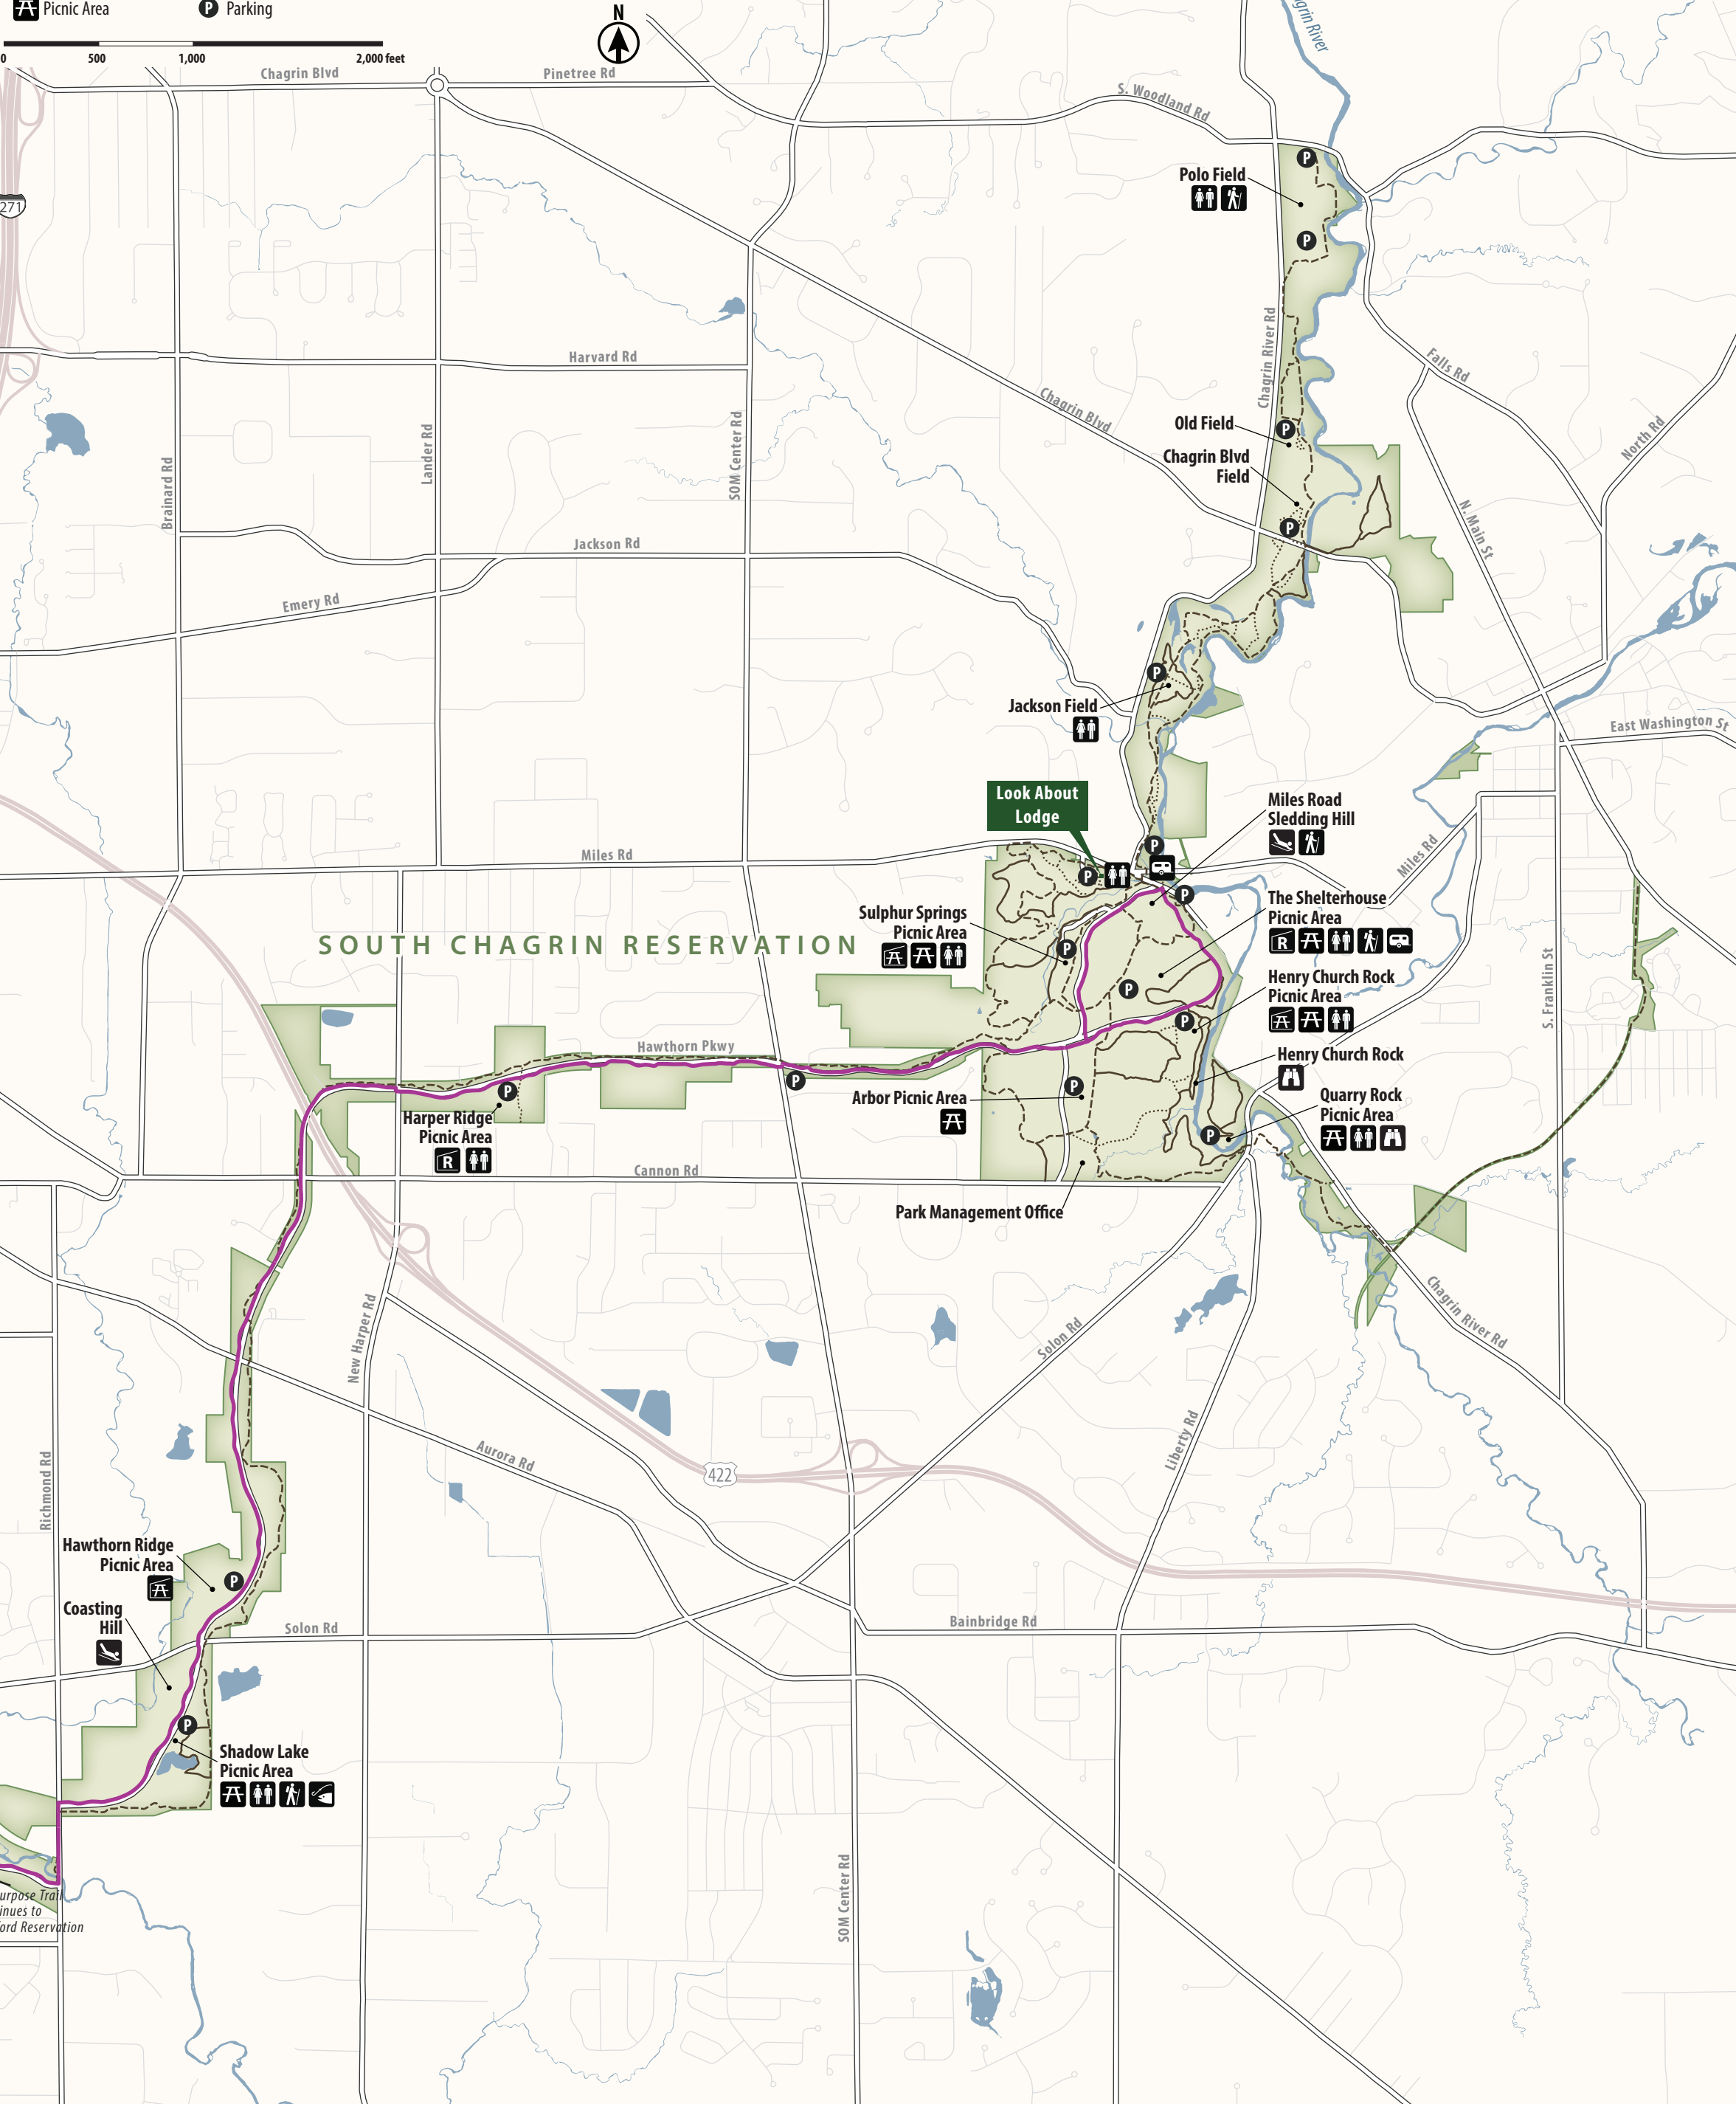 Picnic Area
P Parking
N
0 500 1,000 2,000 feet
Chagrin Blvd
Pinetree Rd
S. Woodland Rd
agrin River
271
Polo Field
P
P
Harvard Rd
Chagrin River Rd
Falls Rd
Chagrin Blvd
Old Field
P
Chagrin Blvd
Field
P
North Rd
N. Main St
Brainard Rd
Lander Rd
SOM Center Rd
Jackson Rd
Emery Rd
P
Jackson Field
East Washington St
Look About
Lodge
Miles Road
Sledding Hill
P
Miles Rd
Miles Rd
P
P
The Shelterhouse
Picnic Area
R
Sulphur Springs
Picnic Area
P
SOUTH CHAGRIN RESERVATION
Henry Church Rock
Picnic Area
P
P
S. Franklin St
Hawthorn Pkwy
Henry Church Rock
P
P
P
Arbor Picnic Area
Quarry Rock
Picnic Area
P
Harper Ridge
Picnic Area
R
Cannon Rd
Park Management Office
New Harper Rd
Solon Rd
Chagrin River Rd
Liberty Rd
Aurora Rd
422
Richmond Rd
Hawthorn Ridge
Picnic Area
P
Coasting
Hill
Solon Rd
Bainbridge Rd
P
Shadow Lake
Picnic Area
SOM Center Rd
urpose Trail
inues to
ord Reservation